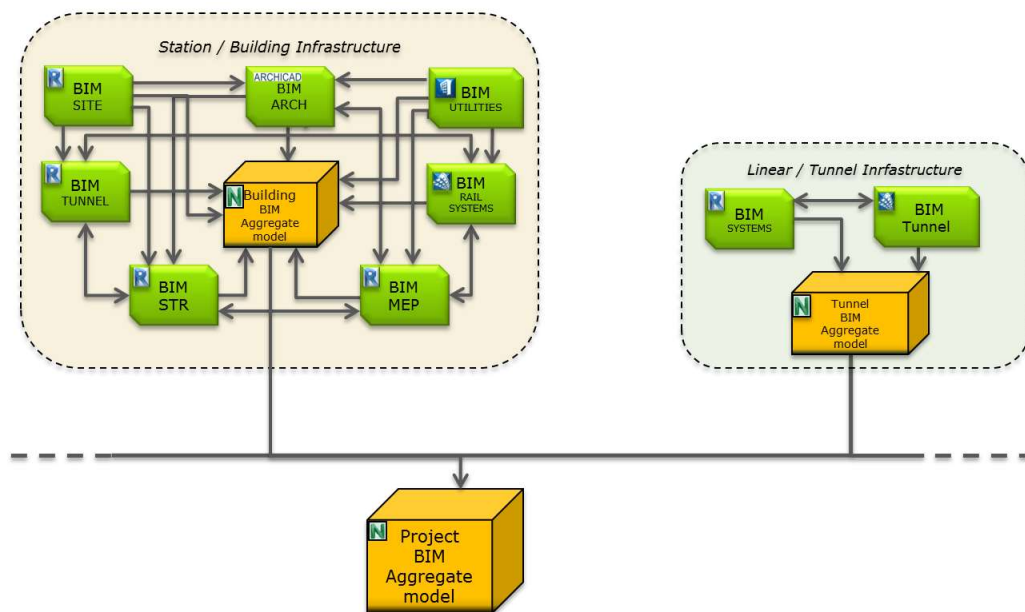 Station / Building Infrastructure
R
BIM
SITE
ARCHICAD
BIM
ARCH
BIM
UTILITIES
R
BIM
TUNNEL
N
Building
BIM
Aggregate
model
BIM
RAIL
SYSTEMS
R
BIM
STR
R
BIM
MEP
Linear / Tunnel Inrfastructure
R
BIM
SYSTEMS
BIM
Tunnel
N
Tunnel
BIM
Aggregate
model
N
Project
BIM
Aggregate
model